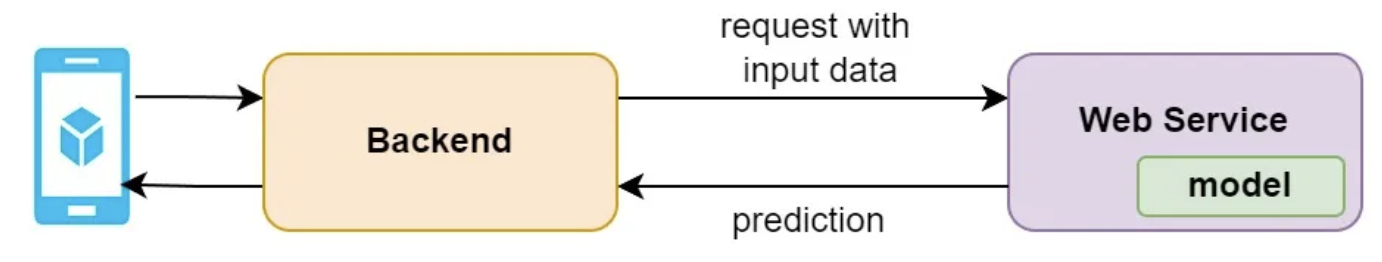 request with
input data
Backend
Web Service
model
prediction